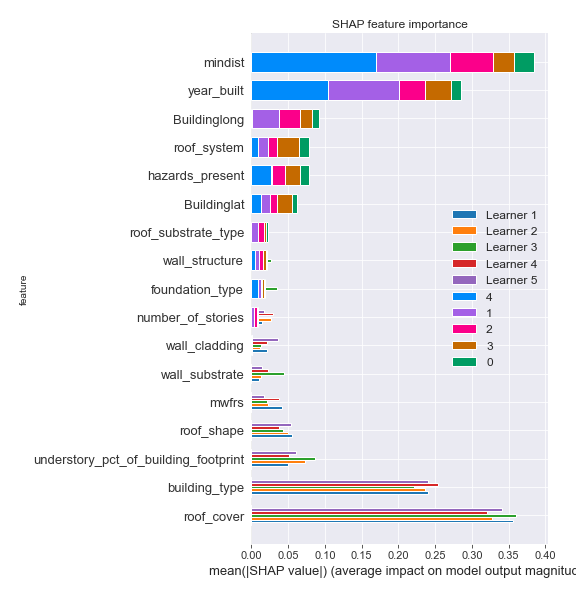 SHAP feature importance
mindist
year_built
Buildinglong
roof_system
hazards_present
Buildinglat
roof_substrate_type
wall_structure
foundation_type
number_of_stories
wall_cladding
wall_substrate
mwfrs
roof_shape
understory_pct_of_building_footprint
building_type
roof_cover
feature
Learner 1
Learner 2
Learner 3
Learner 4
Learner 5
4
1
2
3
0
0.00 0.05 0.10 0.15 0.20 0.25 0.30 0.35 0.40
mean(|SHAP value|) (average impact on model output magnitud